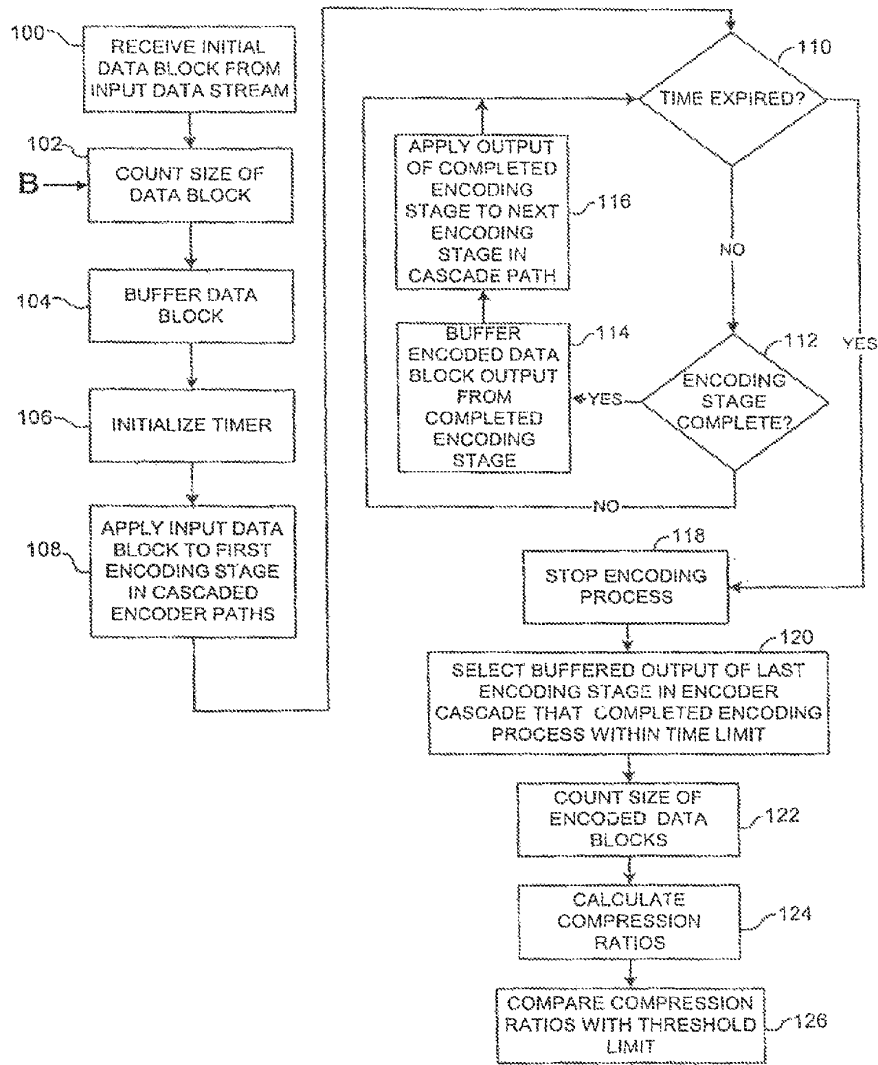 100
RECEIVE INITIAL
DATA BLOCK FROM
INPUT DATA STREAM
102
B
COUNT SIZE OF
DATA BLOCK
104
BUFFER DATA
BLOCK
106
INITIALIZE TIMER
108
APPLY INPUT DATA
BLOCK TO FIRST
ENCODING STAGE
IN CASCADED
ENCODER PATHS
110
TIME EXPIRED?
NO
YES
112
ENCODING
STAGE
COMPLETE?
YES
NO
114
BUFFER
ENCODED DATA
BLOCK OUTPUT
FROM
COMPLETED
ENCODING
STAGE
116
APPLY OUTPUT
OF COMPLETED
ENCODING
STAGE TO NEXT
ENCODING
STAGE IN
CASCADE PATH
118
STOP ENCODING
PROCESS
120
SELECT BUFFERED OUTPUT OF LAST
ENCODING STAGE IN ENCODER
CASCADE THAT COMPLETED ENCODING
PROCESS WITHIN TIME LIMIT
COUNT SIZE OF
ENCODED DATA
BLOCKS
122
CALCULATE
COMPRESSION
RATIOS
124
COMPARE COMPRESSION
RATIOS WITH THRESHOLD
LIMIT
126